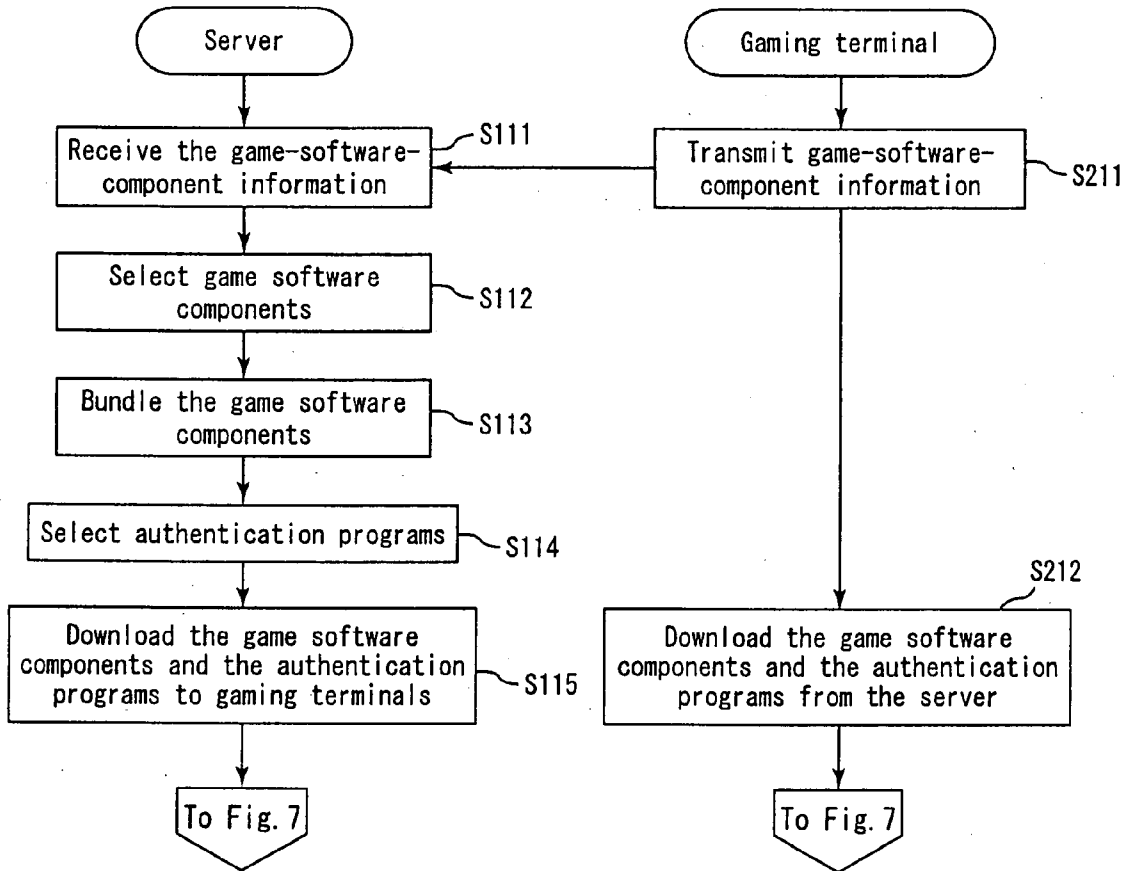 Server
Gaming terminal
Receive the game-software-
component information
S111
Transmit game-software-
component information
S211
Select game software
components
S112
Bundle the game software
components
S113
Select authentication programs
S114
Download the game software
components and the authentication
programs to gaming terminals
S115
S212
Download the game software
components and the authentication
programs from the server
To Fig. 7
To Fig. 7